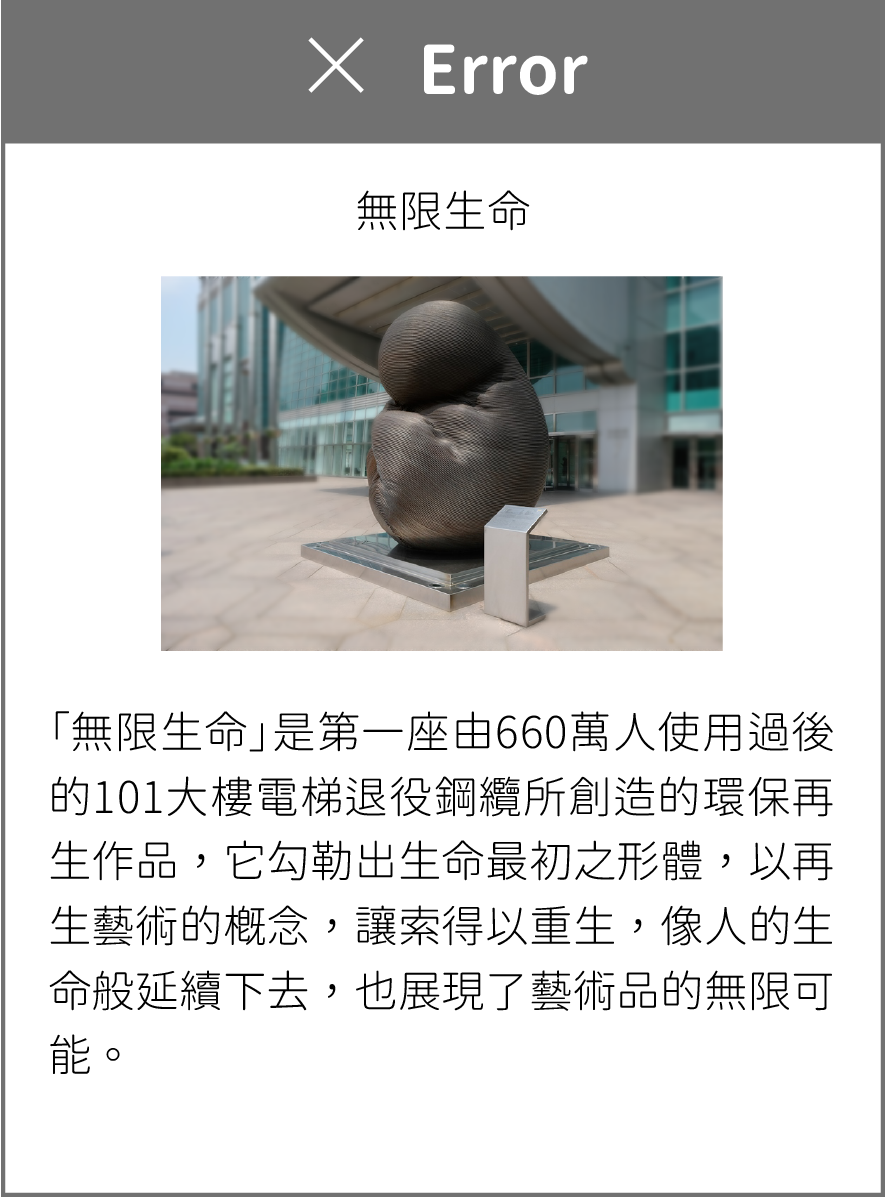 × Error
無限生命
「無限生命」是第一座由660萬人使用過後
的101大樓電梯退役鋼纜所創造的環保再
生作品，它勾勒出生命最初之形體，以再
生藝術的概念，讓索得以重生，像人的生
命般延續下去，也展現了藝術品的無限可
能。